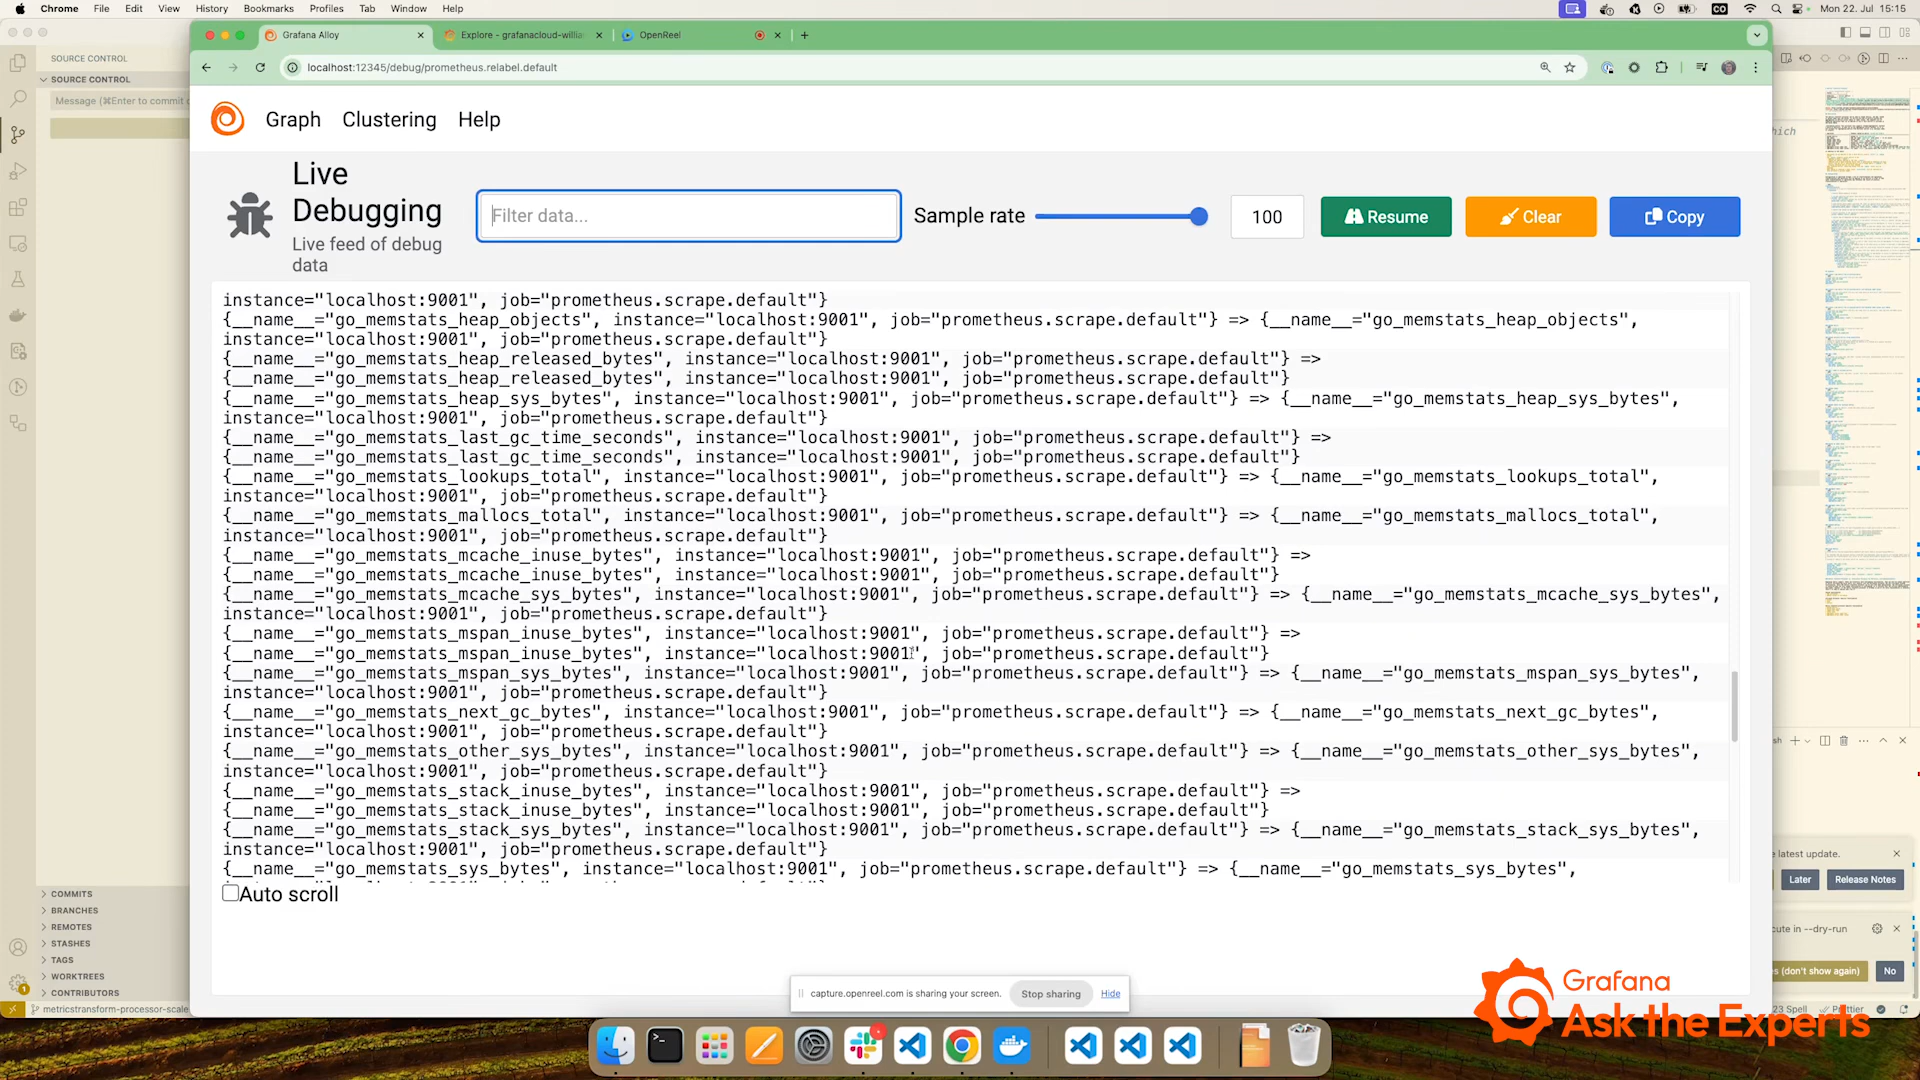 Chrome File Edit View History Bookmarks Profiles Tab Window Help
Mon 22. Jul 15:15
Grafana Alloy
Explore - grafanacloud-willia
OpenReel
localhost:12345/debug/prometheus.relabel.default
SOURCE CONTROL
SOURCE CONTROL
Message (⌘Enter to commit
Graph Clustering Help
Live Debugging
Live feed of debug data
Filter data...
Sample rate
100
Resume
Clear
Copy
instance="localhost:9001", job="prometheus.scrape.default"}
{__name__="go_memstats_heap_objects", instance="localhost:9001", job="prometheus.scrape.default"} => {__name__="go_memstats_heap_objects",
instance="localhost:9001", job="prometheus.scrape.default"}
{__name__="go_memstats_heap_released_bytes", instance="localhost:9001", job="prometheus.scrape.default"} =>
{__name__="go_memstats_heap_released_bytes", instance="localhost:9001", job="prometheus.scrape.default"}
{__name__="go_memstats_heap_sys_bytes", instance="localhost:9001", job="prometheus.scrape.default"} => {__name__="go_memstats_heap_sys_bytes",
instance="localhost:9001", job="prometheus.scrape.default"}
{__name__="go_memstats_last_gc_time_seconds", instance="localhost:9001", job="prometheus.scrape.default"} =>
{__name__="go_memstats_last_gc_time_seconds", instance="localhost:9001", job="prometheus.scrape.default"}
{__name__="go_memstats_lookups_total", instance="localhost:9001", job="prometheus.scrape.default"} => {__name__="go_memstats_lookups_total",
instance="localhost:9001", job="prometheus.scrape.default"}
{__name__="go_memstats_mallocs_total", instance="localhost:9001", job="prometheus.scrape.default"} => {__name__="go_memstats_mallocs_total",
instance="localhost:9001", job="prometheus.scrape.default"}
{__name__="go_memstats_mcache_inuse_bytes", instance="localhost:9001", job="prometheus.scrape.default"} =>
{__name__="go_memstats_mcache_inuse_bytes", instance="localhost:9001", job="prometheus.scrape.default"}
{__name__="go_memstats_mcache_sys_bytes", instance="localhost:9001", job="prometheus.scrape.default"} => {__name__="go_memstats_mcache_sys_bytes",
instance="localhost:9001", job="prometheus.scrape.default"}
{__name__="go_memstats_mspan_inuse_bytes", instance="localhost:9001", job="prometheus.scrape.default"} =>
{__name__="go_memstats_mspan_inuse_bytes", instance="localhost:9001", job="prometheus.scrape.default"}
{__name__="go_memstats_mspan_sys_bytes", instance="localhost:9001", job="prometheus.scrape.default"} => {__name__="go_memstats_mspan_sys_bytes",
instance="localhost:9001", job="prometheus.scrape.default"}
{__name__="go_memstats_next_gc_bytes", instance="localhost:9001", job="prometheus.scrape.default"} => {__name__="go_memstats_next_gc_bytes",
instance="localhost:9001", job="prometheus.scrape.default"}
{__name__="go_memstats_other_sys_bytes", instance="localhost:9001", job="prometheus.scrape.default"} => {__name__="go_memstats_other_sys_bytes",
instance="localhost:9001", job="prometheus.scrape.default"}
{__name__="go_memstats_stack_inuse_bytes", instance="localhost:9001", job="prometheus.scrape.default"} =>
{__name__="go_memstats_stack_inuse_bytes", instance="localhost:9001", job="prometheus.scrape.default"}
{__name__="go_memstats_stack_sys_bytes", instance="localhost:9001", job="prometheus.scrape.default"} => {__name__="go_memstats_stack_sys_bytes",
instance="localhost:9001", job="prometheus.scrape.default"}
{__name__="go_memstats_sys_bytes", instance="localhost:9001", job="prometheus.scrape.default"} => {__name__="go_memstats_sys_bytes",
Auto scroll
COMMITS
BRANCHES
REMOTES
STASHES
TAGS
WORKTREES
CONTRIBUTORS
metricstransform-processor-scale
hich
e latest update.
Later
Release Notes
cute in --dry-run
s (don't show again)
No
23 Spell
Prettier
capture.openreel.com is sharing your screen.
Stop sharing
Hide
Grafana
Ask the Experts